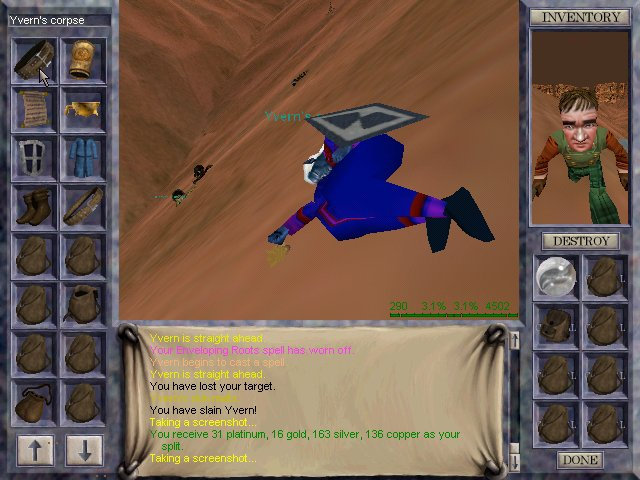 Yvern's corpse
INVENTORY
Yvern's
DESTROY
290 3.1% 3.1% 4502
Yvern is straight ahead.
Your Enveloping Roots spell has worn off.
Yvern begins to cast a spell.
Yvern is straight ahead.
You have lost your target.
You have slain Yvern!
Taking a screenshot...
You receive 31 platinum, 16 gold, 163 silver, 136 copper as your
split.
Taking a screenshot...
L
L
L
L
L
L
DONE